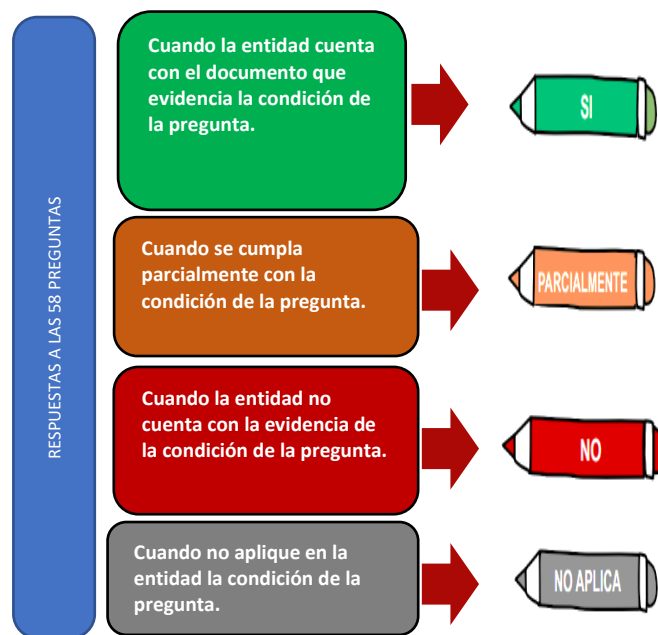 RESPUESTAS A LAS 58 PREGUNTAS
Cuando la entidad cuenta
con el documento que
evidencia la condición de
la pregunta.
SI
Cuando se cumpla
parcialmente con la
condición de la pregunta.
PARCIALMENTE
Cuando la entidad no
cuenta con la evidencia de
la condición de la pregunta.
NO
Cuando no aplique en la
entidad la condición de la
pregunta.
NO APLICA